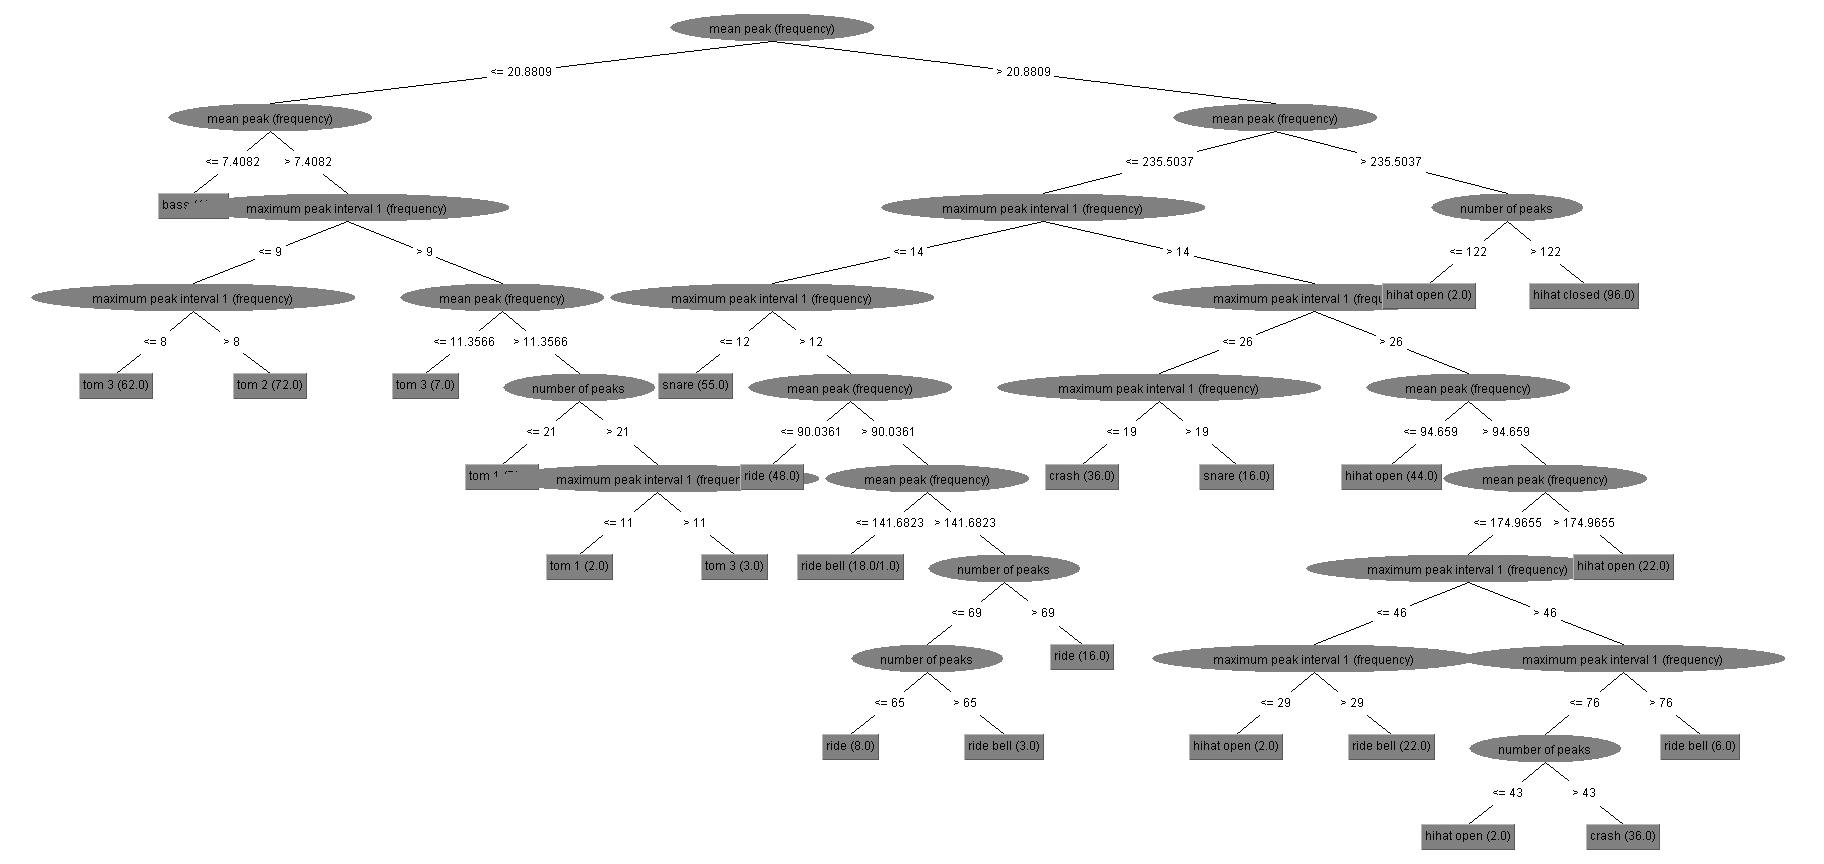 mean peak (frequency)
<= 20.8809 > 20.8809
mean peak (frequency) mean peak (frequency)
<= 7.4082 > 7.4082 <= 235.5037 > 235.5037
bass maximum peak interval 1 (frequency) maximum peak interval 1 (frequency) number of peaks
<= 9 > 9 <= 14 > 14 <= 122 > 122
maximum peak interval 1 (frequency) mean peak (frequency) maximum peak interval 1 (frequency) maximum peak interval 1 hihat open (2.0) hihat closed (96.0)
<= 8 > 8 <= 11.3566 > 11.3566 <= 12 > 12 <= 26 > 26
tom 3 (62.0) tom 2 (72.0) tom 3 (7.0) number of peaks snare (55.0) mean peak (frequency) maximum peak interval 1 (frequency) mean peak (frequency)
<= 21 > 21 <= 90.0361 > 90.0361 <= 19 > 19 <= 94.659 > 94.659
tom 1 maximum peak interval 1 ride (48.0) mean peak (frequency) crash (36.0) snare (16.0) hihat open (44.0) mean peak (frequency)
<= 11 > 11 <= 141.6823 > 141.6823 <= 174.9655 > 174.9655
tom 1 (2.0) tom 3 (3.0) ride bell (18.0/1.0) number of peaks maximum peak interval 1 (frequency) hihat open (22.0)
<= 69 > 69 <= 46 > 46
number of peaks ride (16.0) maximum peak interval 1 (frequency) maximum peak interval 1 (frequency)
<= 65 > 65 <= 29 > 29 <= 76 > 76
ride (8.0) ride bell (3.0) hihat open (2.0) ride bell (22.0) number of peaks ride bell (6.0)
<= 43 > 43
hihat open (2.0) crash (36.0)